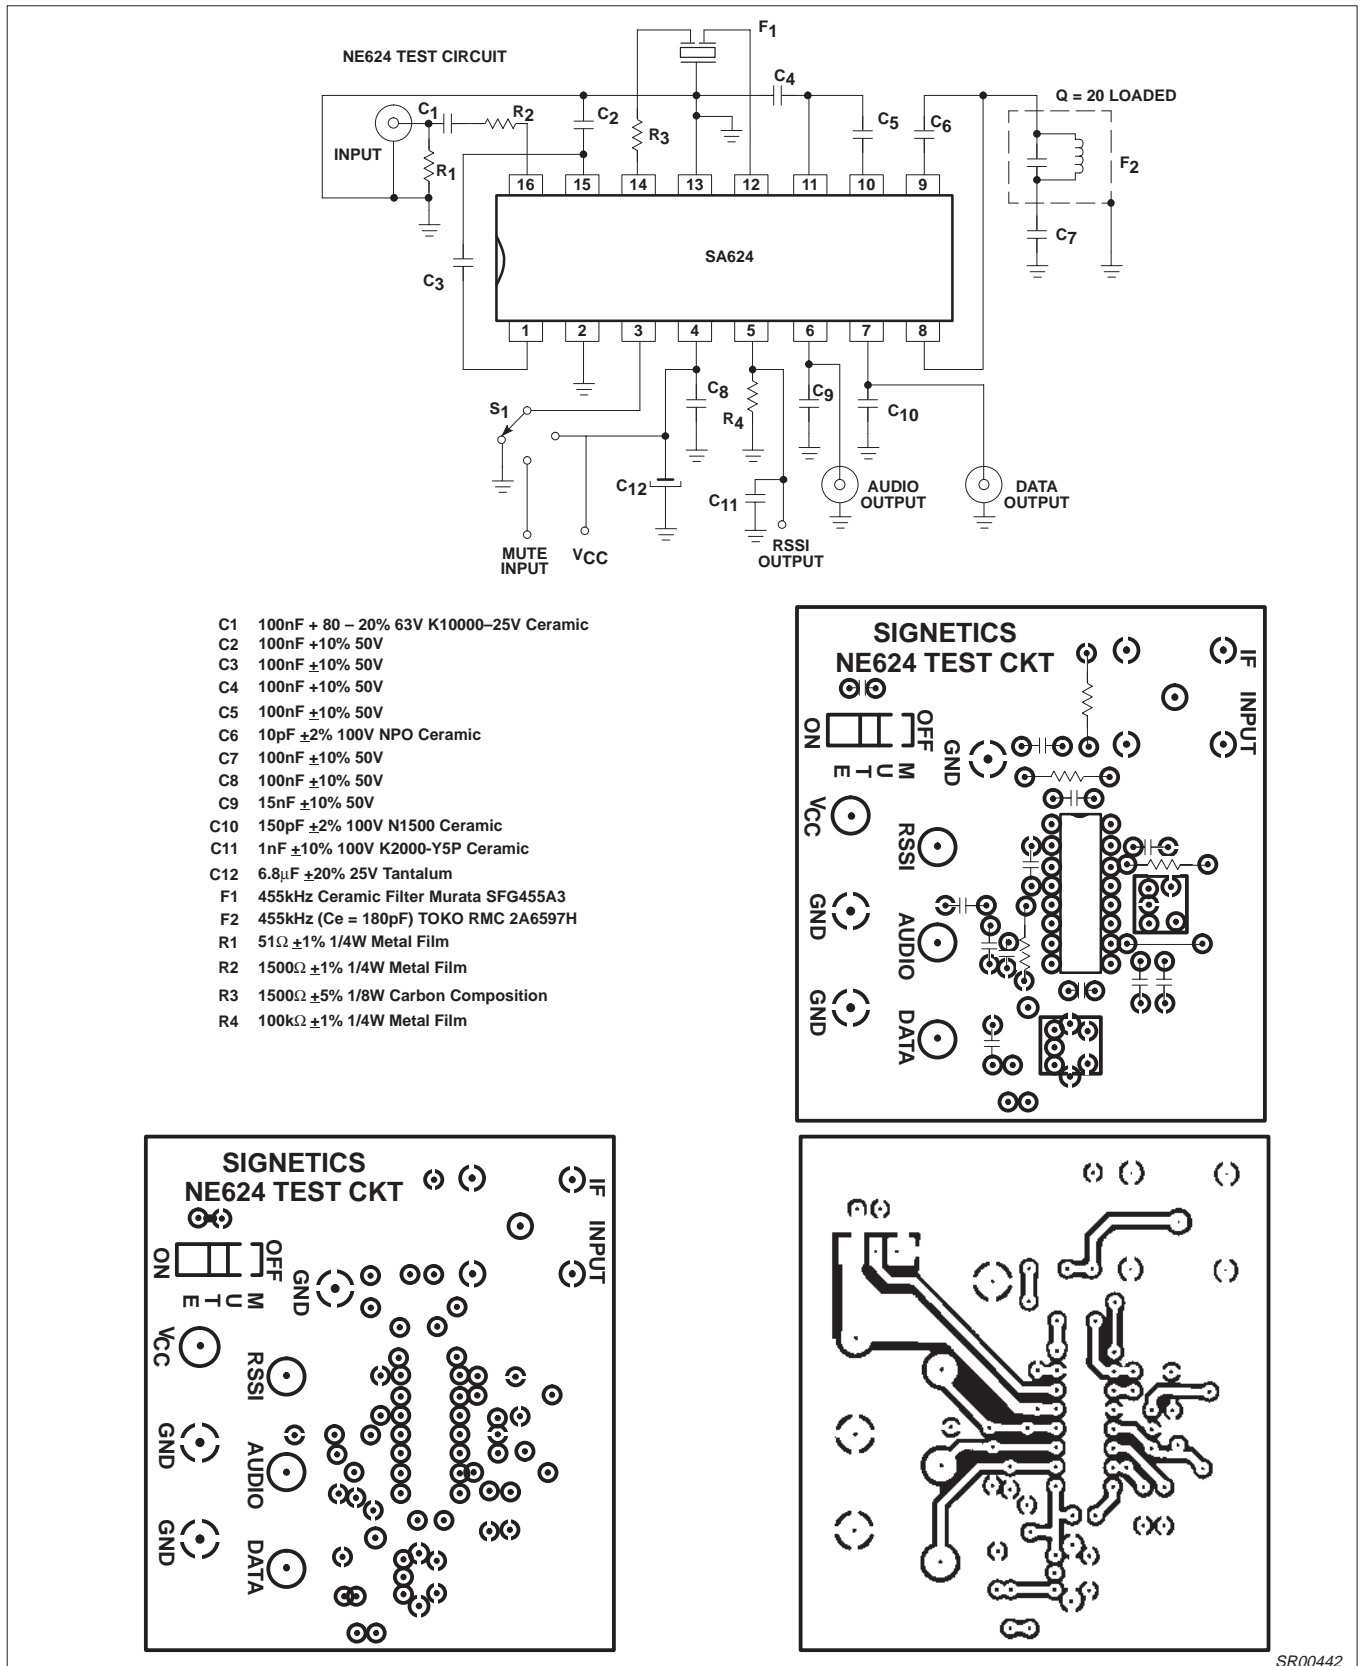 NE624 TEST CIRCUIT
F1
C4
Q = 20 LOADED
C1
R2
C2
R3
C5
C6
F2
INPUT
R1
C7
16 15 14 13 12 11 10 9
SA624
C3
1 2 3 4 5 6 7 8
S1
C8
R4
C9
C10
C12
C11
AUDIO
OUTPUT
DATA
OUTPUT
RSSI
OUTPUT
MUTE
INPUT
VCC
C1 100nF + 80 – 20% 63V K10000–25V Ceramic
C2 100nF +10% 50V
C3 100nF ±10% 50V
C4 100nF +10% 50V
C5 100nF ±10% 50V
C6 10pF ±2% 100V NPO Ceramic
C7 100nF ±10% 50V
C8 100nF ±10% 50V
C9 15nF ±10% 50V
C10 150pF ±2% 100V N1500 Ceramic
C11 1nF ±10% 100V K2000-Y5P Ceramic
C12 6.8µF ±20% 25V Tantalum
F1 455kHz Ceramic Filter Murata SFG455A3
F2 455kHz (Ce = 180pF) TOKO RMC 2A6597H
R1 51Ω ±1% 1/4W Metal Film
R2 1500Ω ±1% 1/4W Metal Film
R3 1500Ω ±5% 1/8W Carbon Composition
R4 100kΩ ±1% 1/4W Metal Film
SIGNETICS
NE624 TEST CKT
IF INPUT
ON
OFF
MUTE
GND
VCC
RSSI
GND
AUDIO
GND
DATA
SIGNETICS
NE624 TEST CKT
IF INPUT
ON
OFF
MUTE
GND
VCC
RSSI
GND
AUDIO
GND
DATA
SR00442